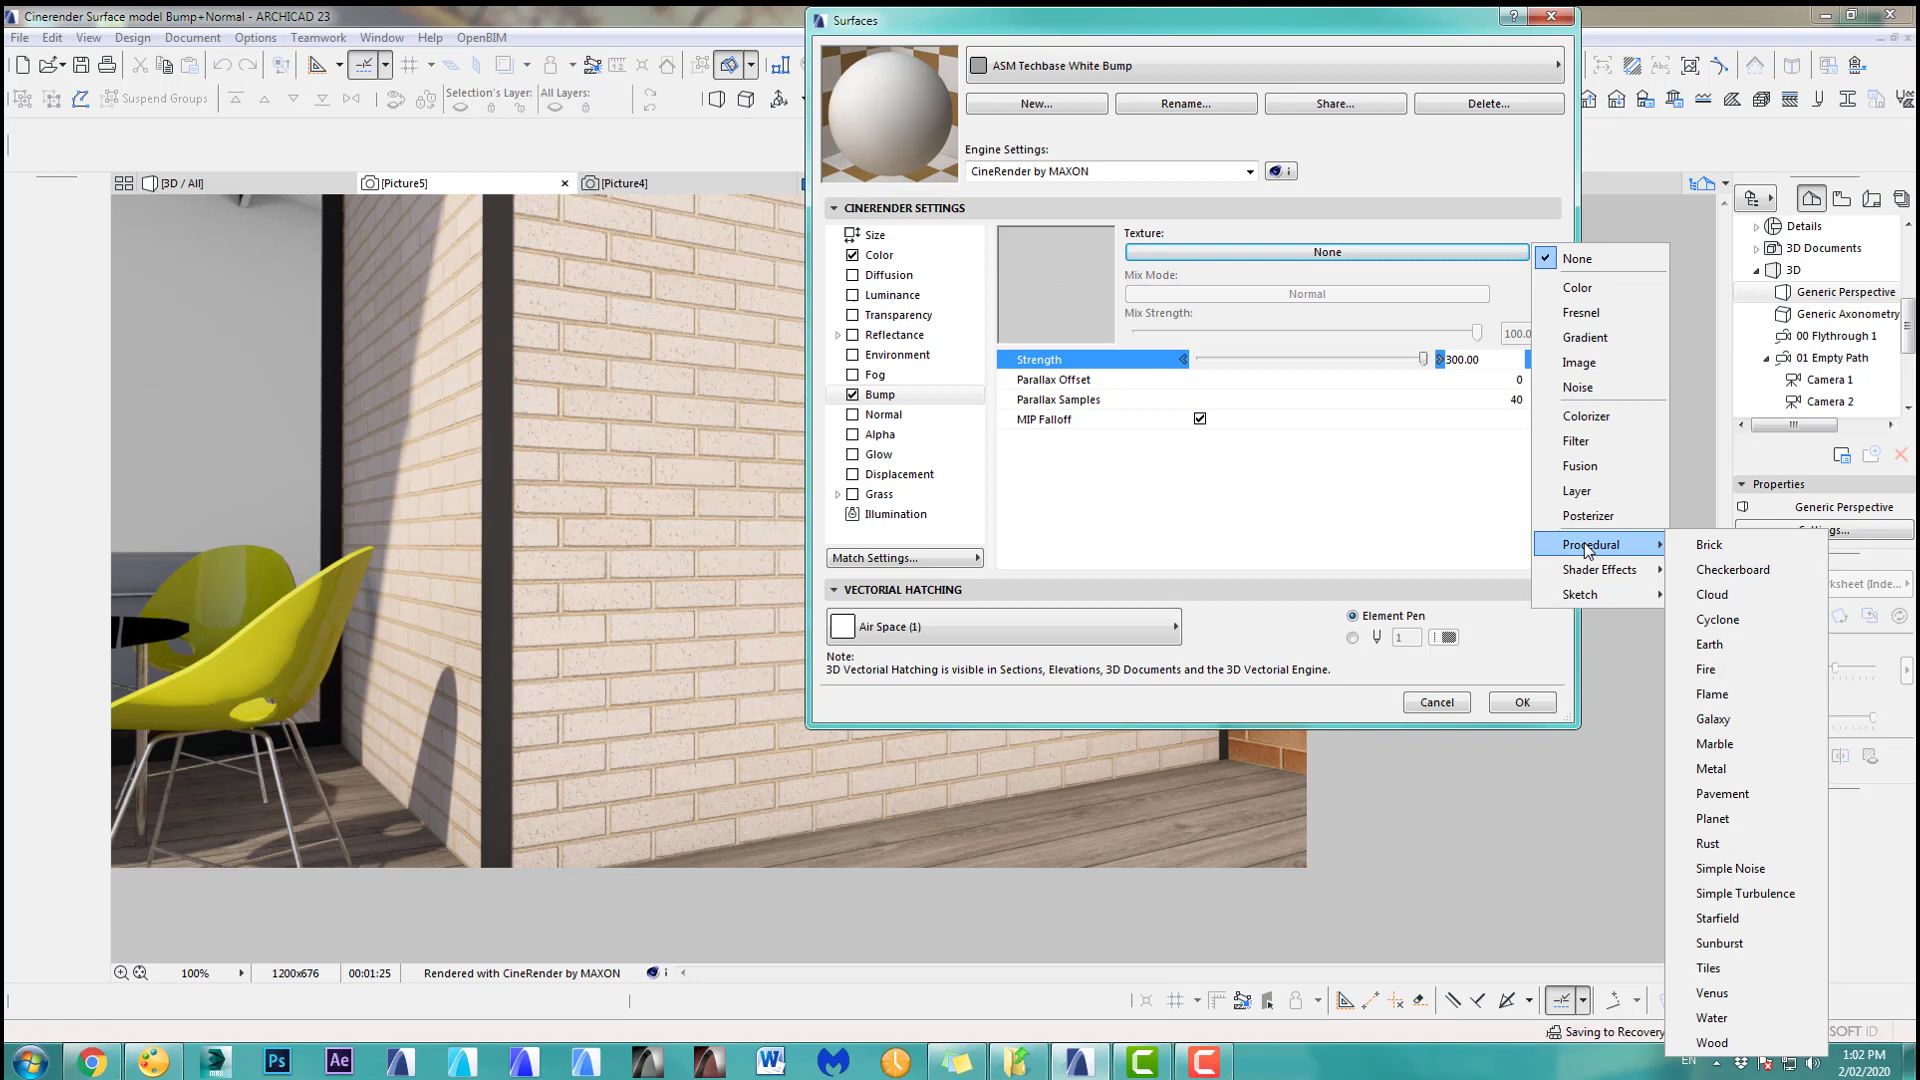 Cinerender Surface model Bump+Normal - ARCHICAD 23
File Edit View Design Document Options Teamwork Window Help OpenBIM
Suspend Groups
Selection's Layer:
All Layers:
[3D / All]
[Picture5]
[Picture4]
100%
1200x676
00:01:25
Rendered with CineRender by MAXON
Surfaces
ASM Techbase White Bump
New...
Rename...
Share...
Delete...
Engine Settings:
CineRender by MAXON
CINERENDER SETTINGS
Size
Color
Diffusion
Luminance
Transparency
Reflectance
Environment
Fog
Bump
Normal
Alpha
Glow
Displacement
Grass
Illumination
Match Settings...
Texture:
None
Mix Mode:
Normal
Mix Strength:
100.0
Strength 300.00
Parallax Offset 0
Parallax Samples 40
MIP Falloff
VECTORIAL HATCHING
Air Space (1)
Element Pen
1
Note:
3D Vectorial Hatching is visible in Sections, Elevations, 3D Documents and the 3D Vectorial Engine.
Cancel
OK
None
Color
Fresnel
Gradient
Image
Noise
Colorizer
Filter
Fusion
Layer
Posterizer
Procedural
Shader Effects
Sketch
Brick
Checkerboard
Cloud
Cyclone
Earth
Fire
Flame
Galaxy
Marble
Metal
Pavement
Planet
Rust
Simple Noise
Simple Turbulence
Starfield
Sunburst
Tiles
Venus
Water
Wood
Details
3D Documents
3D
Generic Perspective
Generic Axonometry
00 Flythrough 1
01 Empty Path
Camera 1
Camera 2
Properties
Generic Perspective
Settings...
ksheet (Inde...
Saving to Recovery
SOFT ID
Ps
Ae
EN
1:02 PM
2/02/2020